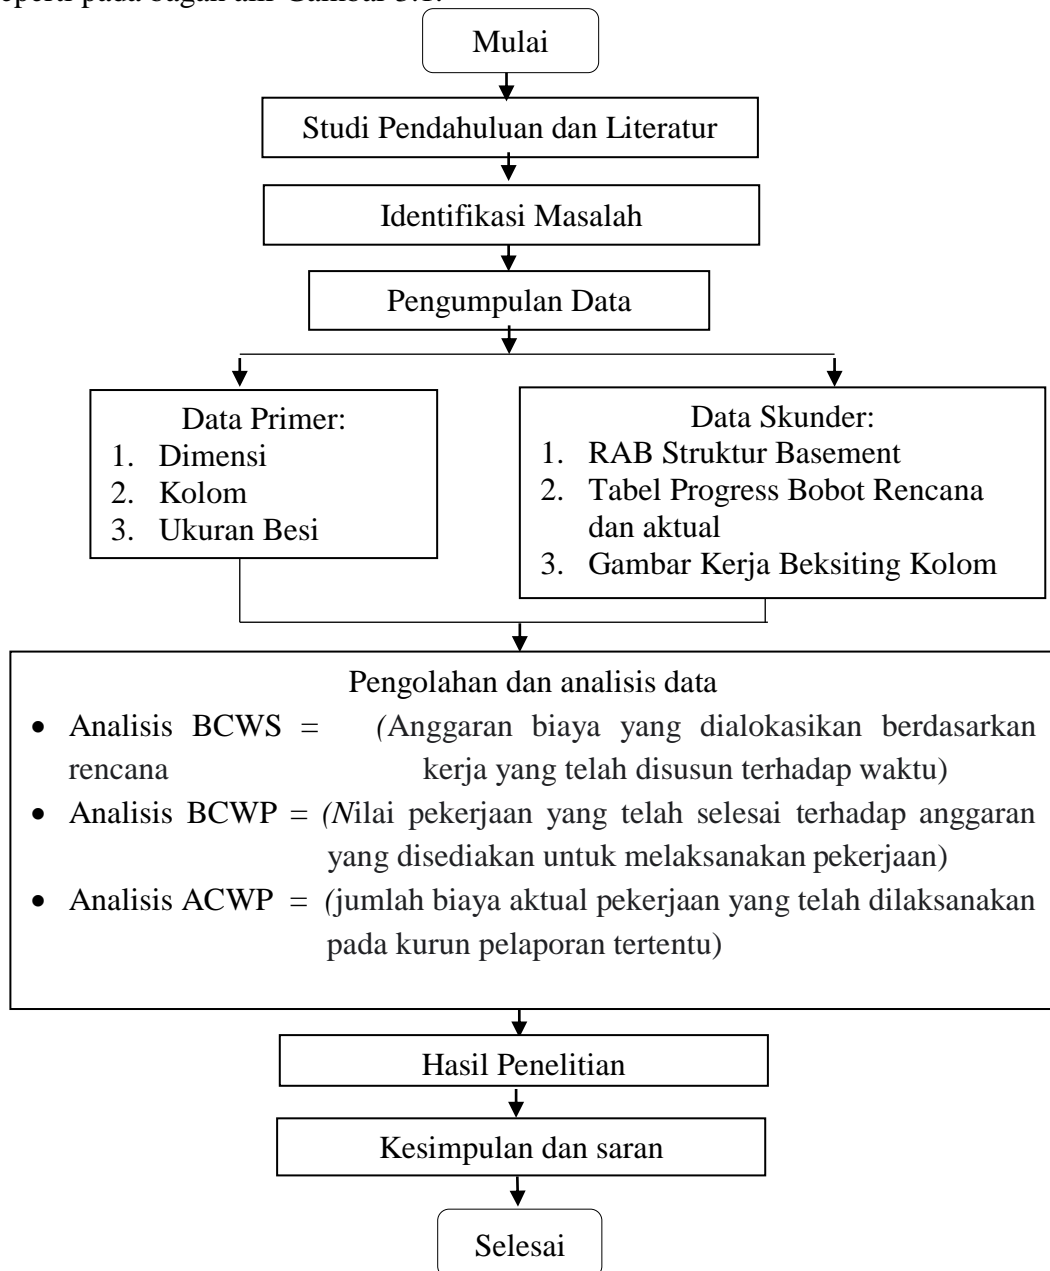 Mulai
Studi Pendahuluan dan Literatur
Identifikasi Masalah
Pengumpulan Data
Data Primer:
1. Dimensi
2. Kolom
3. Ukuran Besi
Data Skunder:
1. RAB Struktur Basement
2. Tabel Progress Bobot Rencana
dan aktual
3. Gambar Kerja Beksiting Kolom
Pengolahan dan analisis data
• Analisis BCWS = (Anggaran biaya yang dialokasikan berdasarkan
rencana kerja yang telah disusun terhadap waktu)
• Analisis BCWP = (Nilai pekerjaan yang telah selesai terhadap anggaran
yang disediakan untuk melaksanakan pekerjaan)
• Analisis ACWP = (jumlah biaya aktual pekerjaan yang telah dilaksanakan
pada kurun pelaporan tertentu)
Hasil Penelitian
Kesimpulan dan saran
Selesai